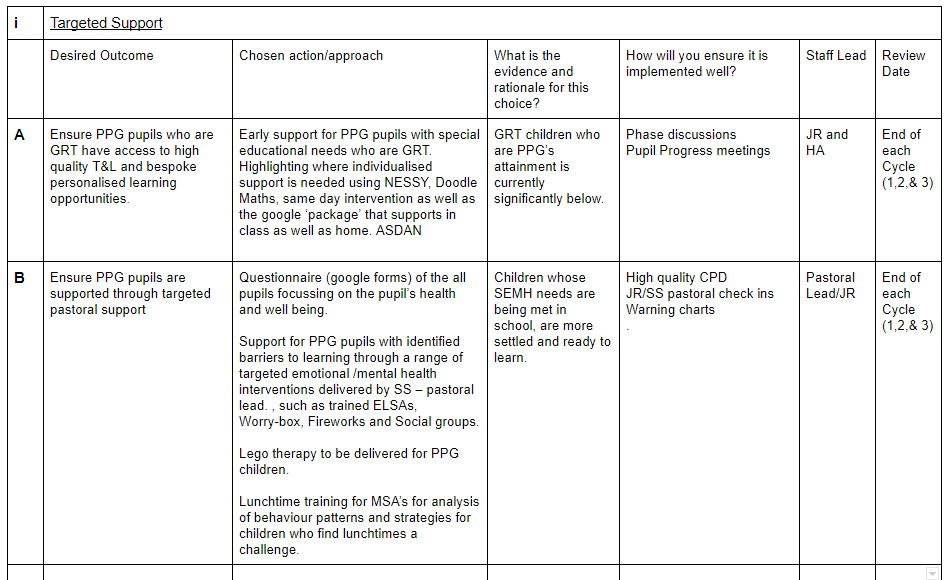 i Targeted Support
Desired Outcome
Chosen action/approach
What is the
evidence and
rationale for this
choice?
How will you ensure it is
implemented well?
Staff Lead
Review
Date
A
Ensure PPG pupils who are
GRT have access to high
quality T&L and bespoke
personalised learning
opportunities.
Early support for PPG pupils with special
educational needs who are GRT.
Highlighting where individualised
support is needed using NESSY, Doodle
Maths, same day intervention as well as
the google ‘package’ that supports in
class as well as home. ASDAN
GRT children who
are PPG’s
attainment is
currently
significantly below.
Phase discussions
Pupil Progress meetings
JR and
HA
End of
each
Cycle
(1,2,& 3)
B
Ensure PPG pupils are
supported through targeted
pastoral support
Questionnaire (google forms) of the all
pupils focussing on the pupil’s health
and well being.
Support for PPG pupils with identified
barriers to learning through a range of
targeted emotional /mental health
interventions delivered by SS – pastoral
lead. , such as trained ELSAs,
Worry-box, Fireworks and Social groups.
Lego therapy to be delivered for PPG
children.
Lunchtime training for MSA’s for analysis
of behaviour patterns and strategies for
children who find lunchtimes a
challenge.
Children whose
SEMH needs are
being met in
school, are more
settled and ready to
learn.
High quality CPD
JR/SS pastoral check ins
Warning charts
.
Pastoral
Lead/JR
End of
each
Cycle
(1,2,& 3)